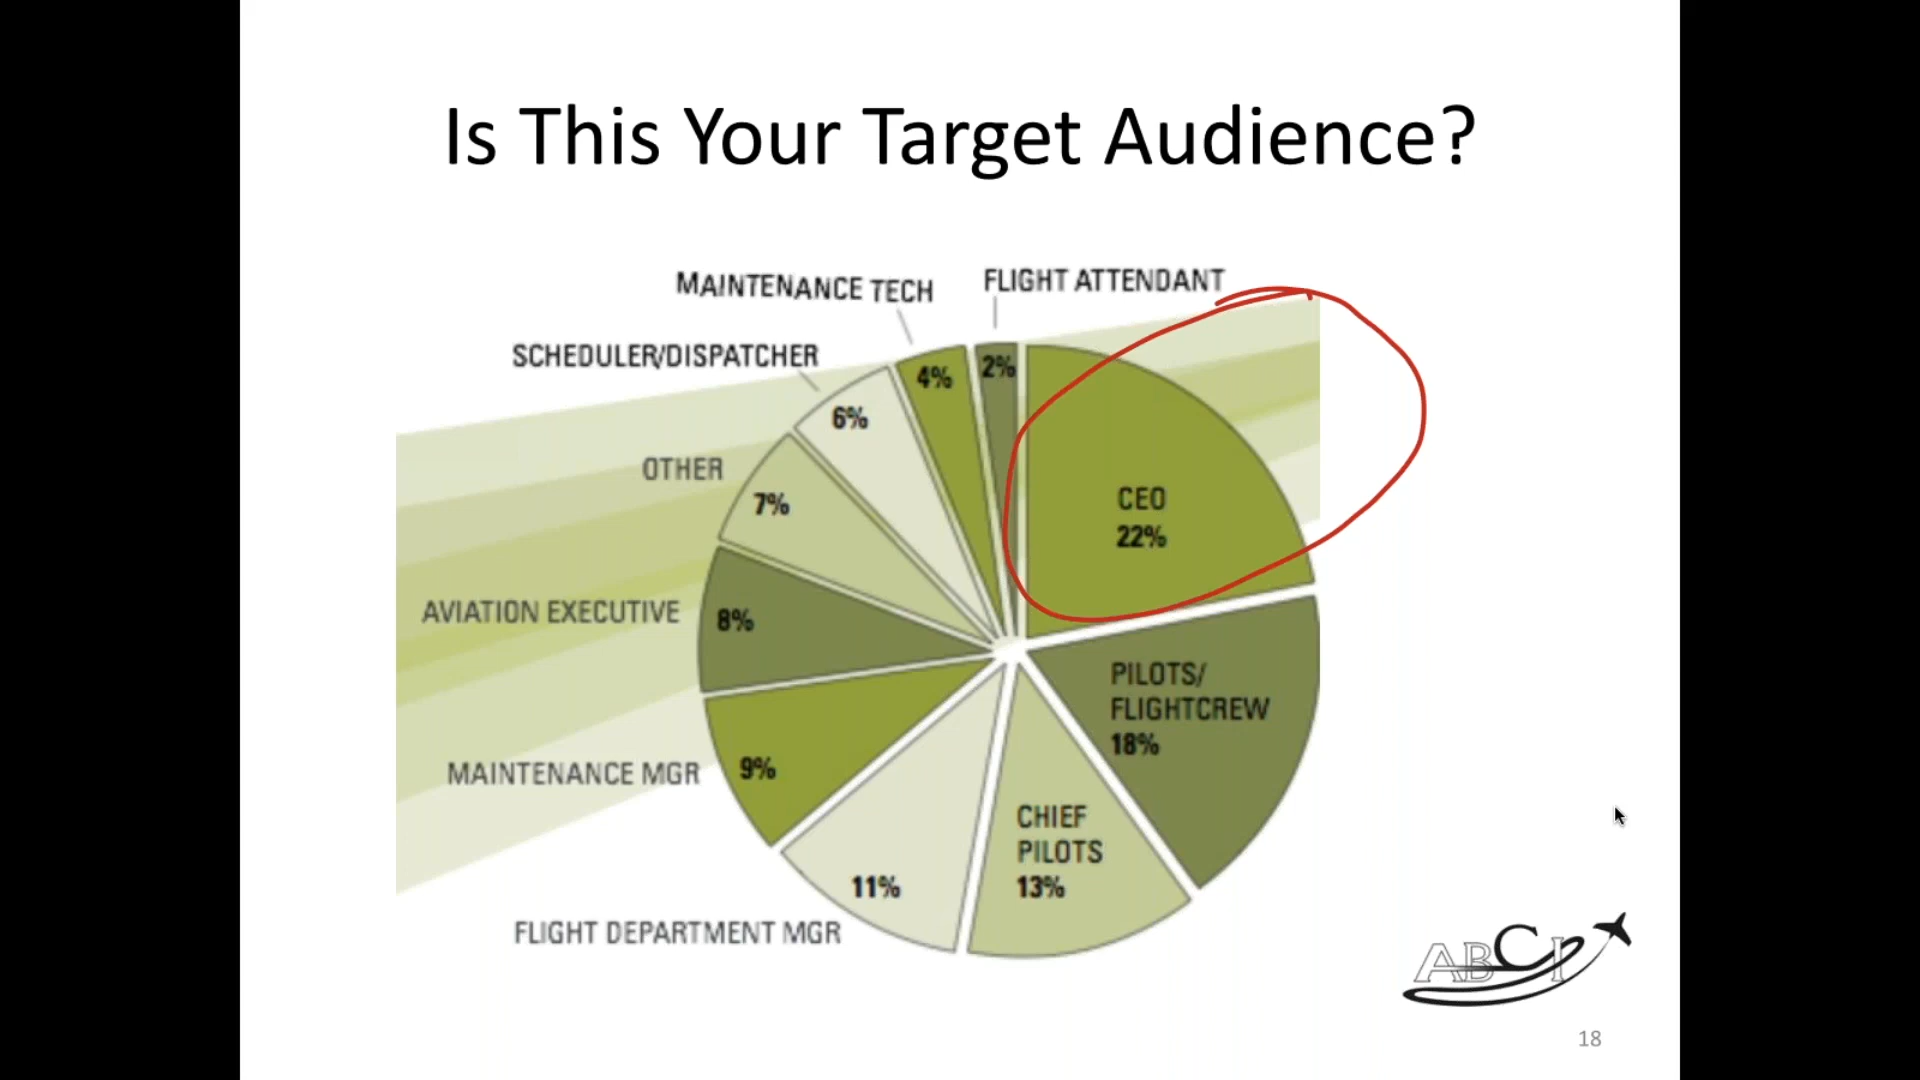 Is This Your Target Audience?
MAINTENANCE TECH
FLIGHT ATTENDANT
SCHEDULER/DISPATCHER
4%
2%
6%
OTHER
7%
CEO
22%
AVIATION EXECUTIVE
8%
PILOTS/
FLIGHTCREW
18%
MAINTENANCE MGR
9%
CHIEF
PILOTS
13%
11%
FLIGHT DEPARTMENT MGR
ABCI
18